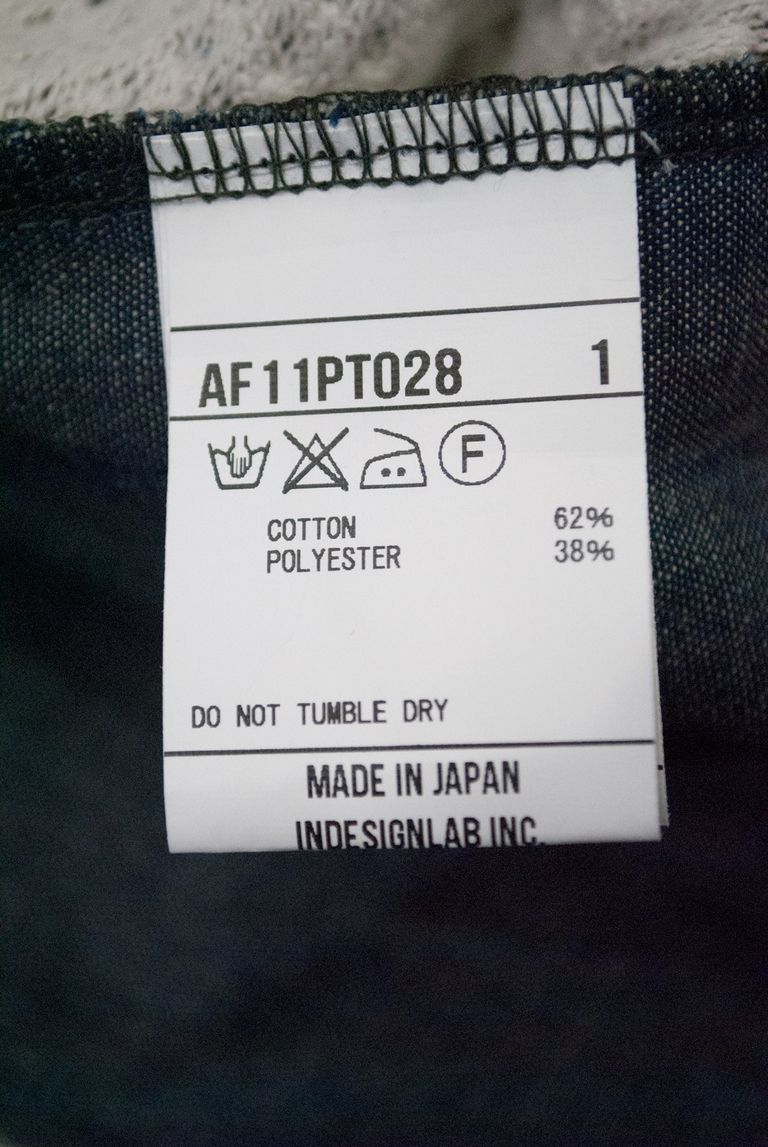 AF11PT028 1
F
COTTON 62%
POLYESTER 38%
DO NOT TUMBLE DRY
MADE IN JAPAN
INDESIGNLAB INC.